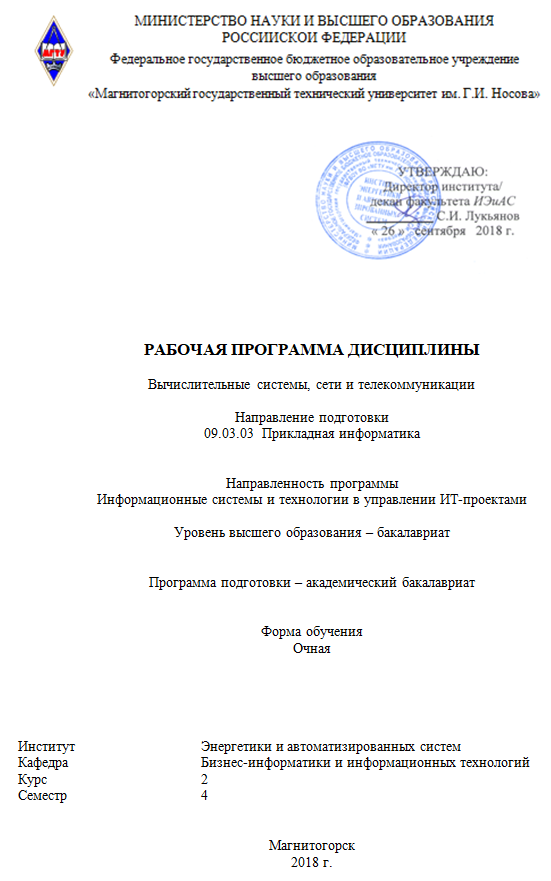 МИНИСТЕРСТВО НАУКИ И ВЫСШЕГО ОБРАЗОВАНИЯ
РОССИЙСКОЙ ФЕДЕРАЦИИ
Федеральное государственное бюджетное образовательное учреждение
высшего образования
«Магнитогорский государственный технический университет им. Г.И. Носова»
УТВЕРЖДАЮ:
Директор института/
декан факультета ИЭиАС
С.И. Лукьянов
« 26 » сентября 2018 г.
РАБОЧАЯ ПРОГРАММА ДИСЦИПЛИНЫ
Вычислительные системы, сети и телекоммуникации
Направление подготовки
09.03.03 Прикладная информатика
Направленность программы
Информационные системы и технологии в управлении ИТ-проектами
Уровень высшего образования – бакалавриат
Программа подготовки – академический бакалавриат
Форма обучения
Очная
Институт Энергетики и автоматизированных систем
Кафедра Бизнес-информатики и информационных технологий
Курс 2
Семестр 4
Магнитогорск
2018 г.